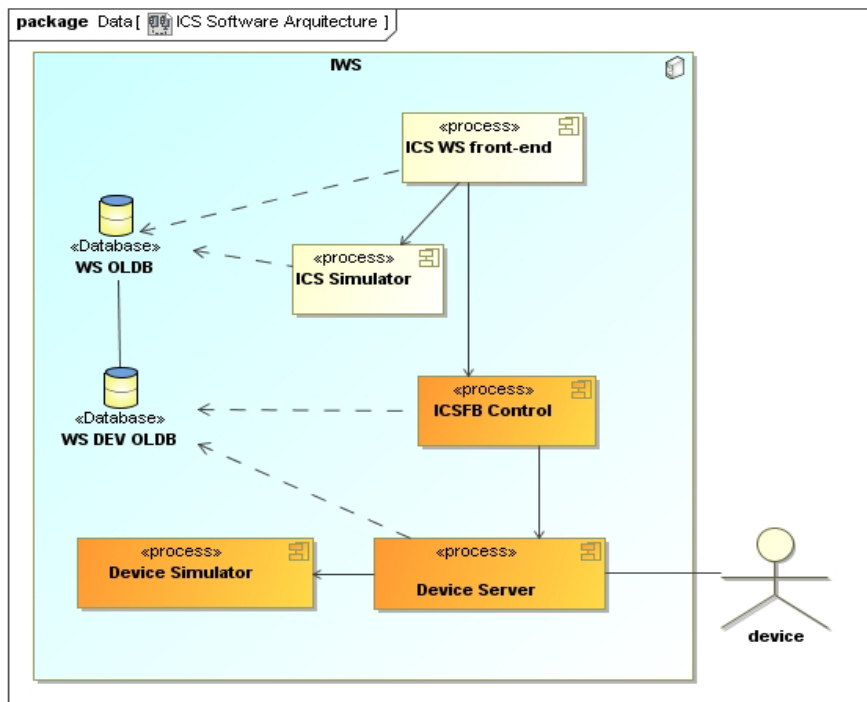 package Data [ ICS Software Arquitecture ]
IWS
«process»
ICS WS front-end
«Database»
WS OLDB
«process»
ICS Simulator
«process»
ICSFB Control
«Database»
WS DEV OLDB
«process»
Device Simulator
«process»
Device Server
device